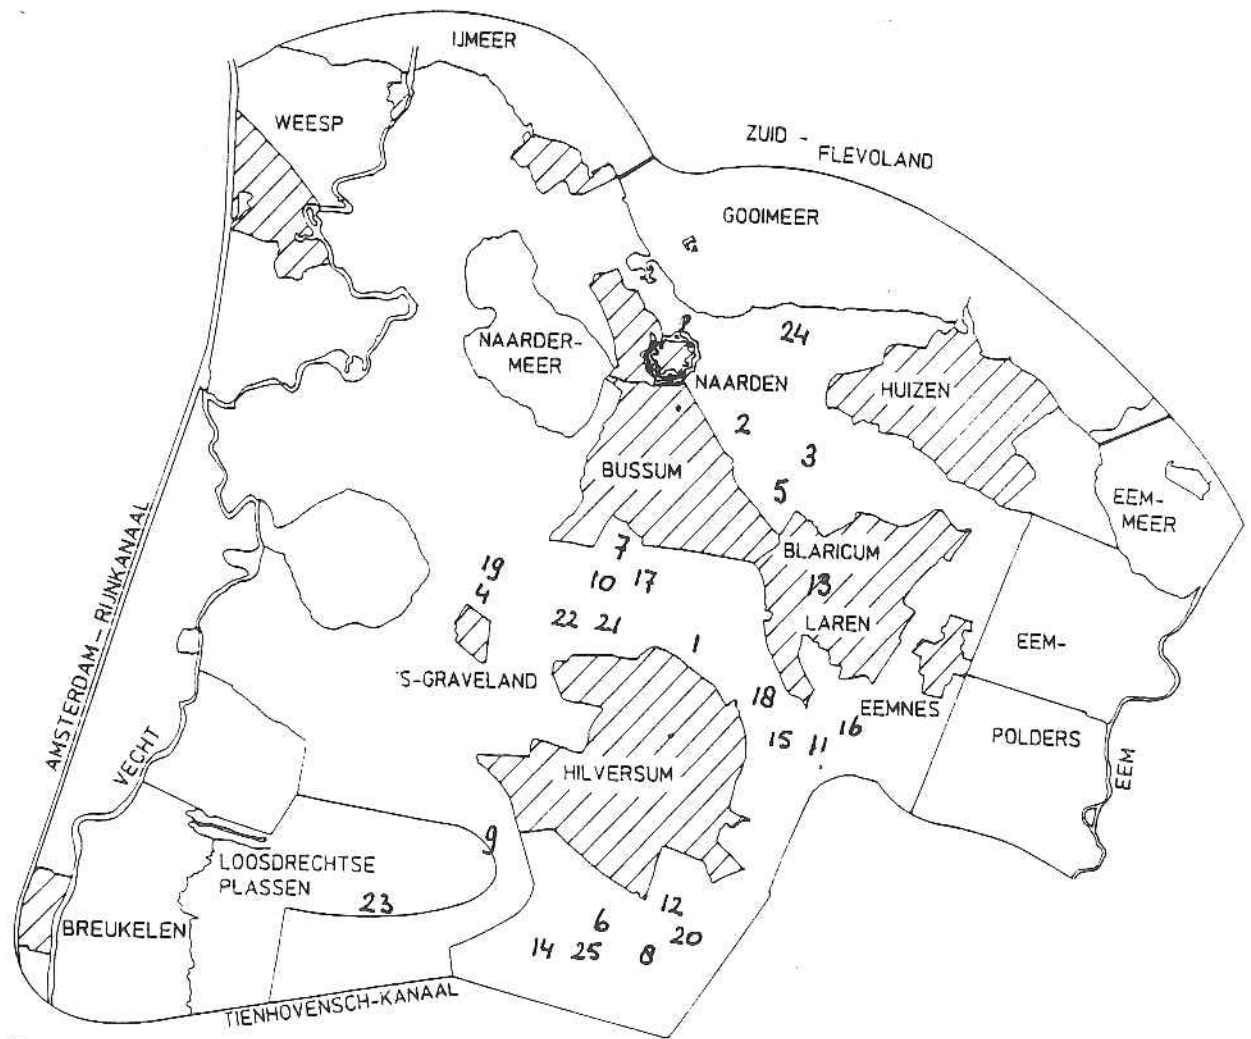 IJMEER
WEESP
ZUID -
FLEVOLAND
GOOIMEER
24
NAARDER-
MEER
NAARDEN
HUIZEN
2
3
BUSSUM
5
EEM-
MEER
AMSTERDAM-RIJNKANAAL
7
BLARICUM
19
10
17
13
4
22
21
LAREN
1
EEM-
'S-GRAVELAND
18
EEMNES
16
15
11
POLDERS
VECHT
HILVERSUM
EEM
9
LOOSDRECHTSE
PLASSEN
23
12
6
BREUKELEN
20
14
25
8
TIENHOVENSCH-KANAAL